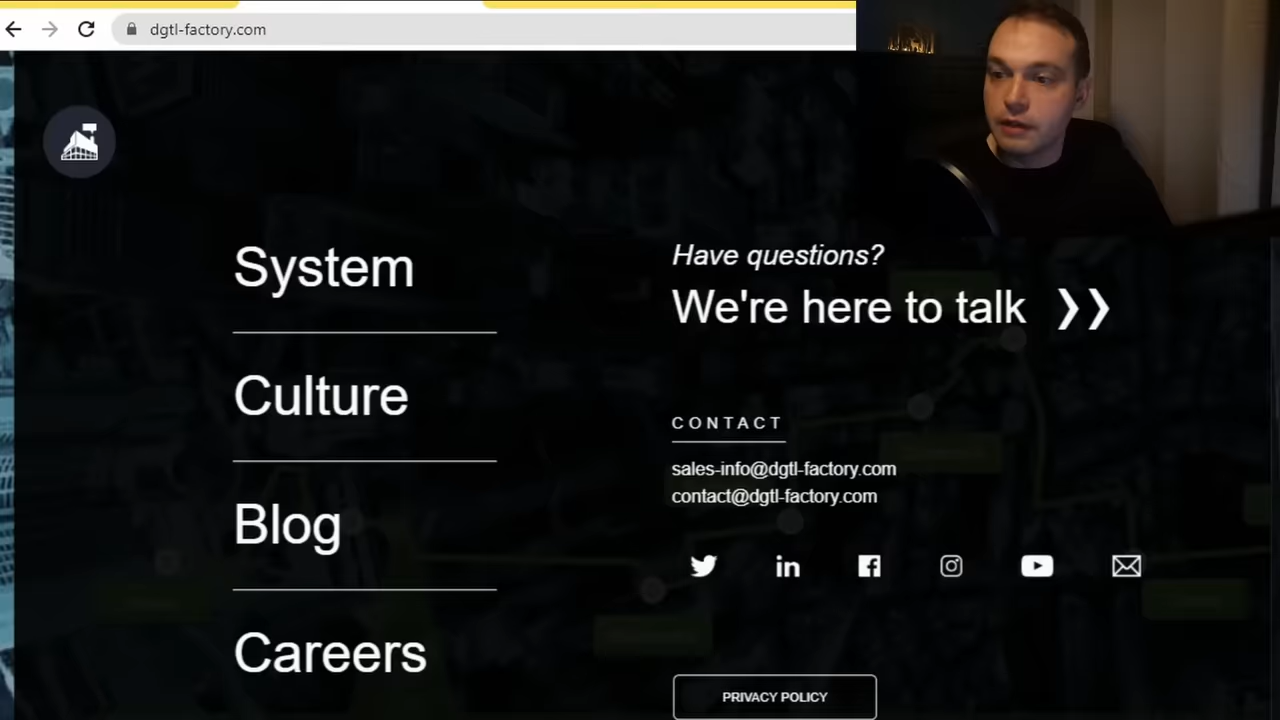 dgtl-factory.com
System
Culture
Blog
Careers
Have questions?
We're here to talk ❯❯
CONTACT
sales-info@dgtl-factory.com
contact@dgtl-factory.com
in
PRIVACY POLICY